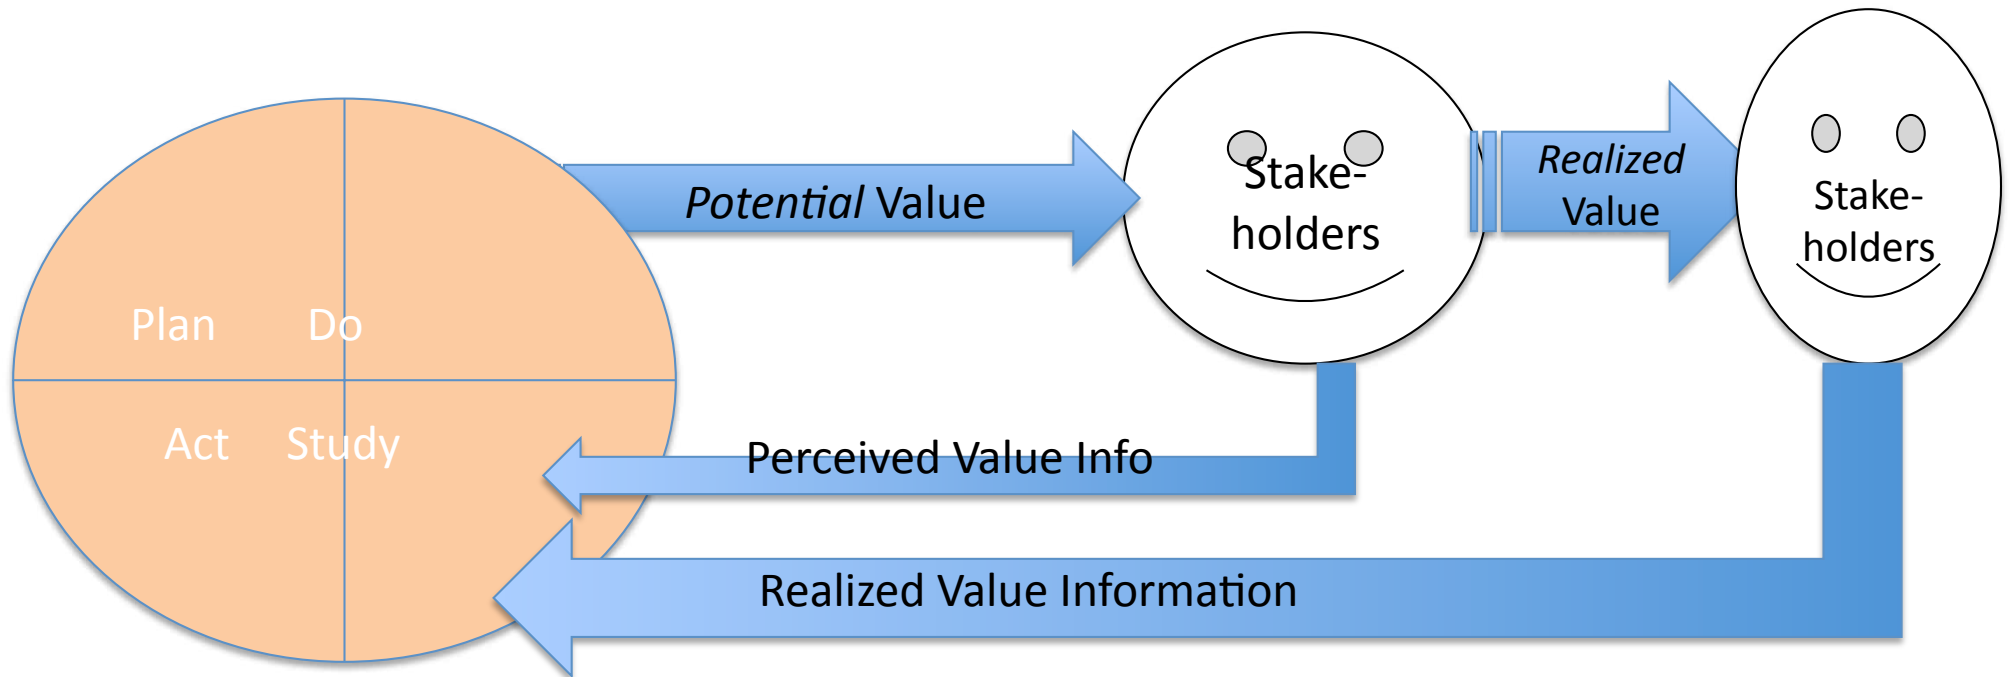 Plan Do
Act Study
Potential Value
Stake-
holders
Realized
Value
Stake-
holders
Perceived Value Info
Realized Value Information